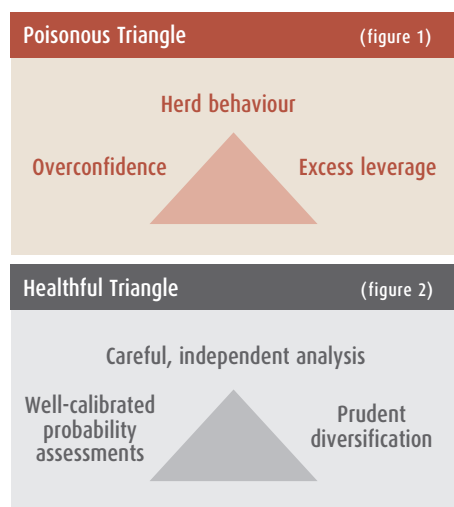 Poisonous Triangle (figure 1)
Herd behaviour
Overconfidence
Excess leverage
Healthful Triangle (figure 2)
Careful, independent analysis
Well-calibrated
probability
assessments
Prudent
diversification